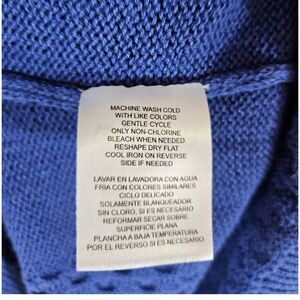 MACHINE WASH COLD
WITH LIKE COLORS
GENTLE CYCLE
ONLY NON-CHLORINE
BLEACH WHEN NEEDED
RESHAPE DRY FLAT
COOL IRON ON REVERSE
SIDE IF NEEDED
LAVAR EN LAVADORA CON AGUA
FRIA CON COLORES SIMILARES
CICLO DELICADO
SOLAMENTE BLANQUEADOR
SIN CLORO, SI ES NECESARIO
REFORMAR SECAR SOBRE
SUPERFICIE PLANA
PLANCHA A BAJA TEMPERATURA
POR EL REVERSO SI ES NECESARIO